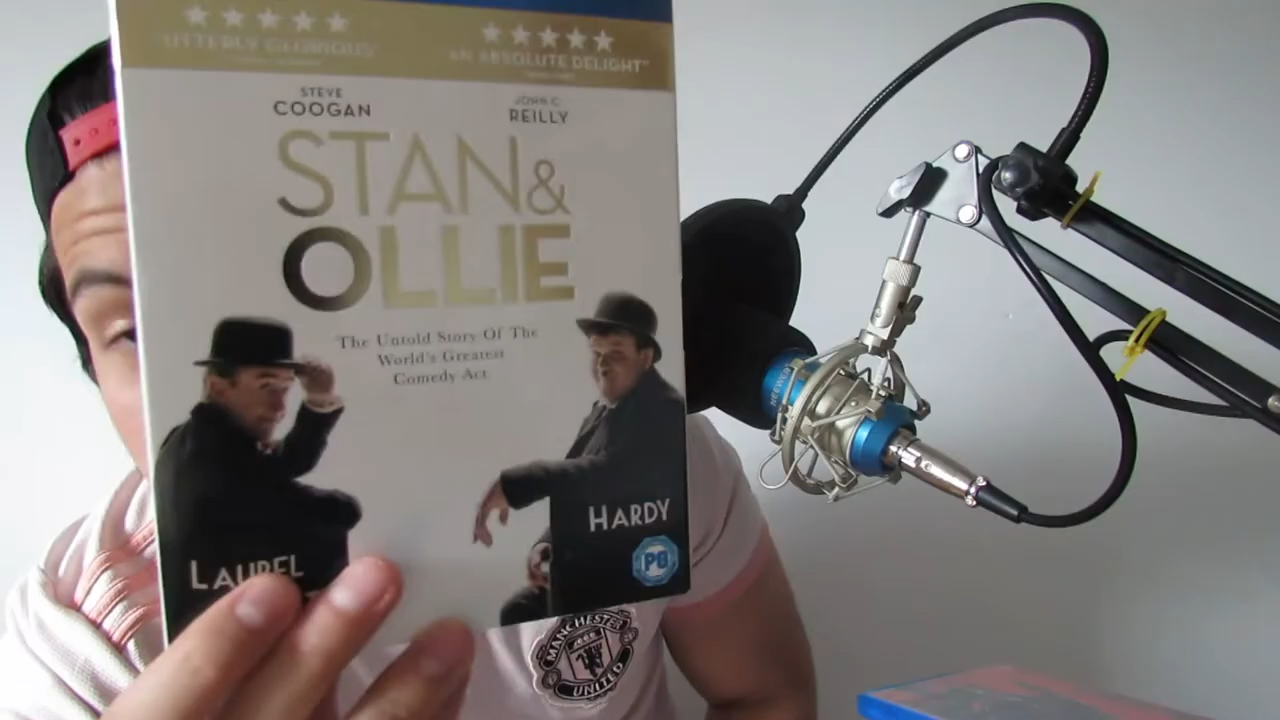 UTTERLY GLORIOUS"
AN ABSOLUTE DELIGHT"
STEVE
COOGAN
JOHN C.
REILLY
STAN &
OLLIE
The Untold Story Of The
World's Greatest
Comedy Act
HARDY
PG
LAUREL
NEEWER
MANCHESTER
UNITED